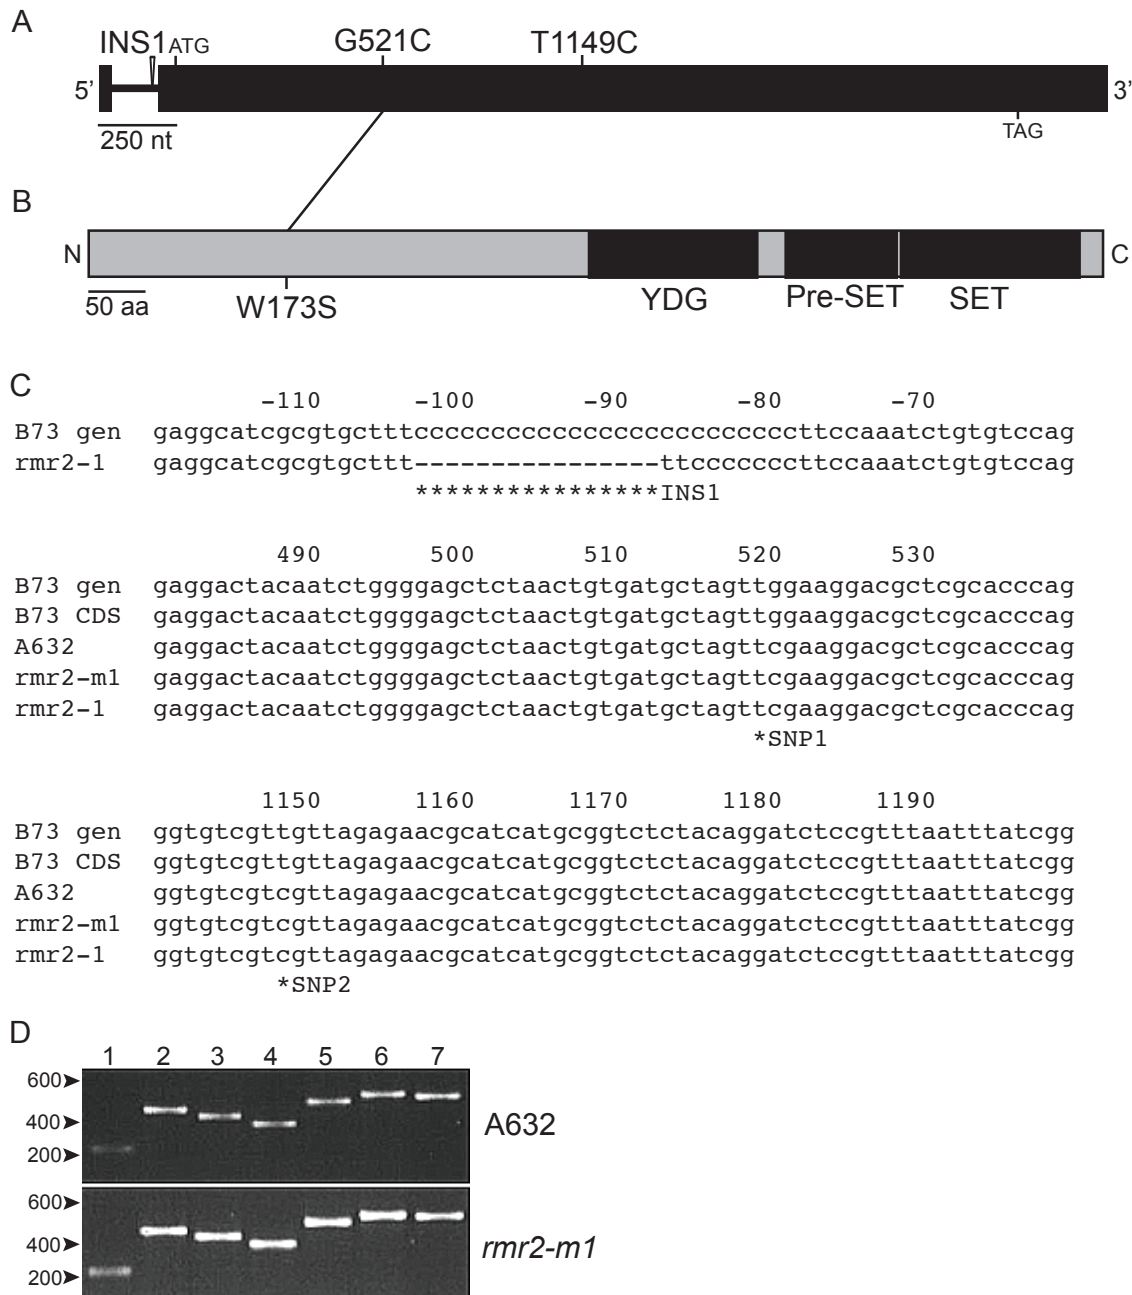 A
INS1 ATG G521C T1149C
5’ 3’
250 nt TAG
B
N C
50 aa W173S YDG Pre-SET SET
C
−110 −100 −90 −80 −70
B73 gen gaggcatcgcgtgctttcccccccccccccccccccccccccttccaaatctgtgtccag
rmr2−1 gaggcatcgcgtgcttt−−−−−−−−−−−−−−−−ttcccccccttccaaatctgtgtccag
****************INS1
490 500 510 520 530
B73 gen gaggactacaatctggggagctctaactgtgatgctagttggaaggacgctcgcacccag
B73 CDS gaggactacaatctggggagctctaactgtgatgctagttggaaggacgctcgcacccag
A632 gaggactacaatctggggagctctaactgtgatgctagttcgaaggacgctcgcacccag
rmr2−m1 gaggactacaatctggggagctctaactgtgatgctagttcgaaggacgctcgcacccag
rmr2−1 gaggactacaatctggggagctctaactgtgatgctagttcgaaggacgctcgcacccag
*SNP1
1150 1160 1170 1180 1190
B73 gen ggtgtcgttgttagagaacgcatcatgcggtctctacaggatctccgtttaatttatcgg
B73 CDS ggtgtcgttgttagagaacgcatcatgcggtctctacaggatctccgtttaatttatcgg
A632 ggtgtcgtcgttagagaacgcatcatgcggtctctacaggatctccgtttaatttatcgg
rmr2−m1 ggtgtcgtcgttagagaacgcatcatgcggtctctacaggatctccgtttaatttatcgg
rmr2−1 ggtgtcgtcgttagagaacgcatcatgcggtctctacaggatctccgtttaatttatcgg
*SNP2
D
1 2 3 4 5 6 7
600
400 A632
200
600
400 rmr2-m1
200